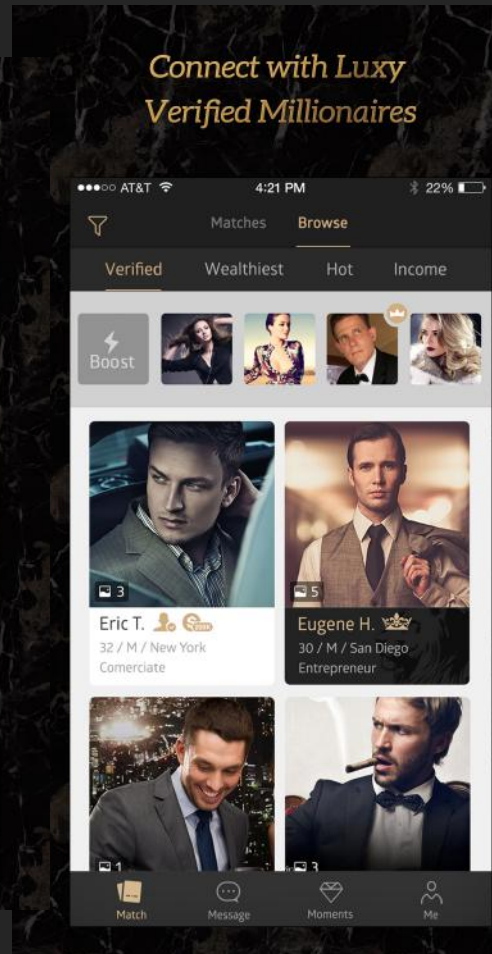 Connect with Luxy
Verified Millionaires
AT&T 4:21 PM 22%
Matches Browse
Verified Wealthiest Hot Income
Boost
3
5
Eric T.
Eugene H.
32 / M / New York
30 / M / San Diego
Comerciate
Entrepreneur
1
3
Match Message Moments Me